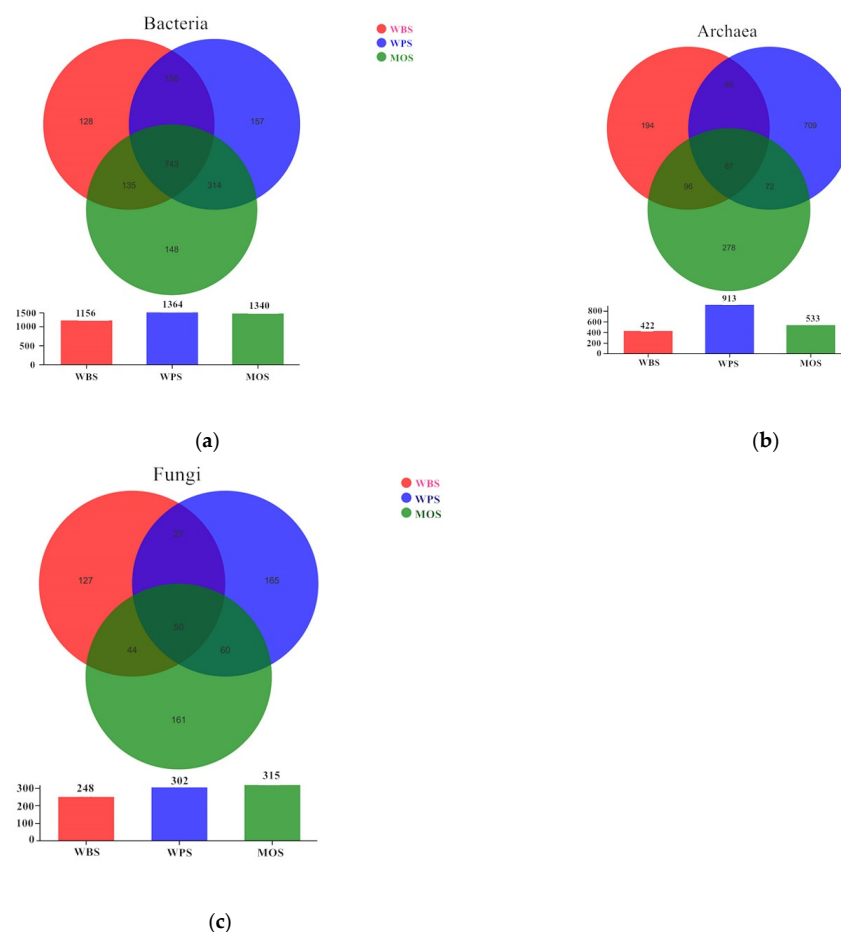 Bacteria
WBS
WPS
MOS
150
128
157
743
135
314
148
1156
1364
1340
1500
1000
500
0
WBS
WPS
MOS
(a)
Archaea
45
194
709
87
96
72
278
422
913
533
800
600
400
200
0
WBS
WPS
MOS
(b)
Fungi
WBS
WPS
MOS
27
127
165
50
44
60
161
248
302
315
300
200
100
0
WBS
WPS
MOS
(c)